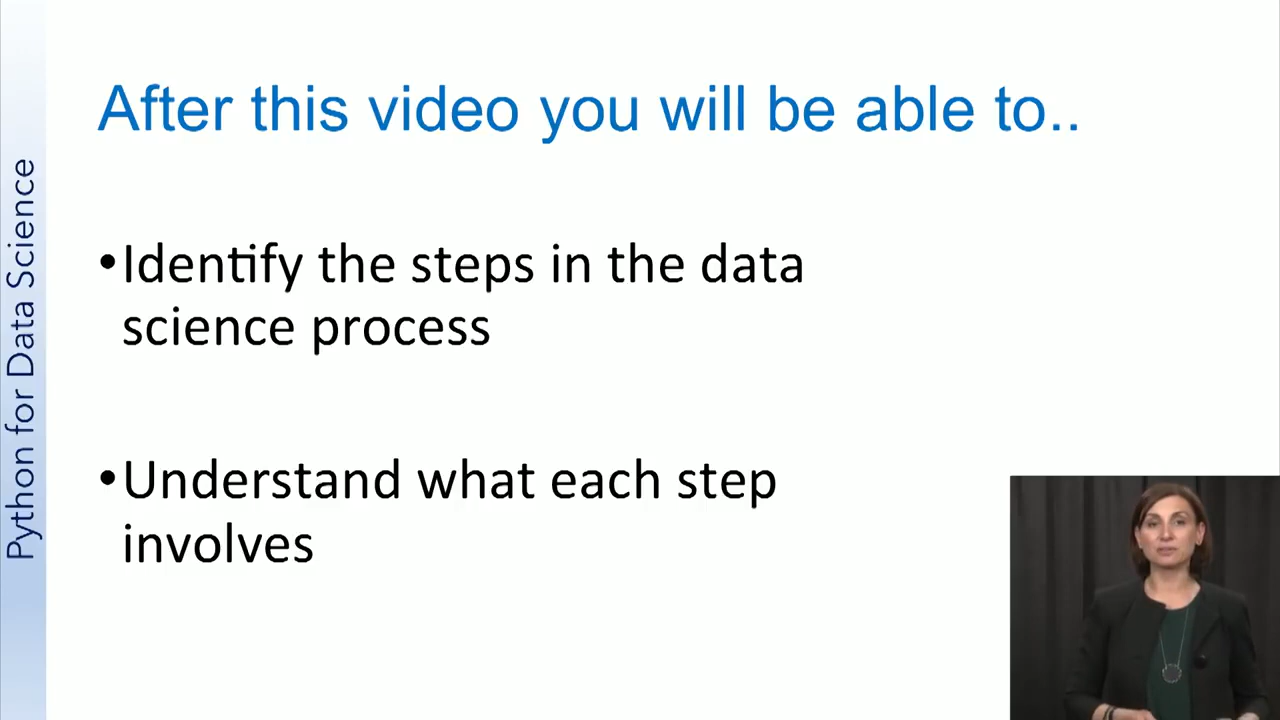 Python for Data Science
After this video you will be able to..
•Identify the steps in the data
science process
•Understand what each step
involves